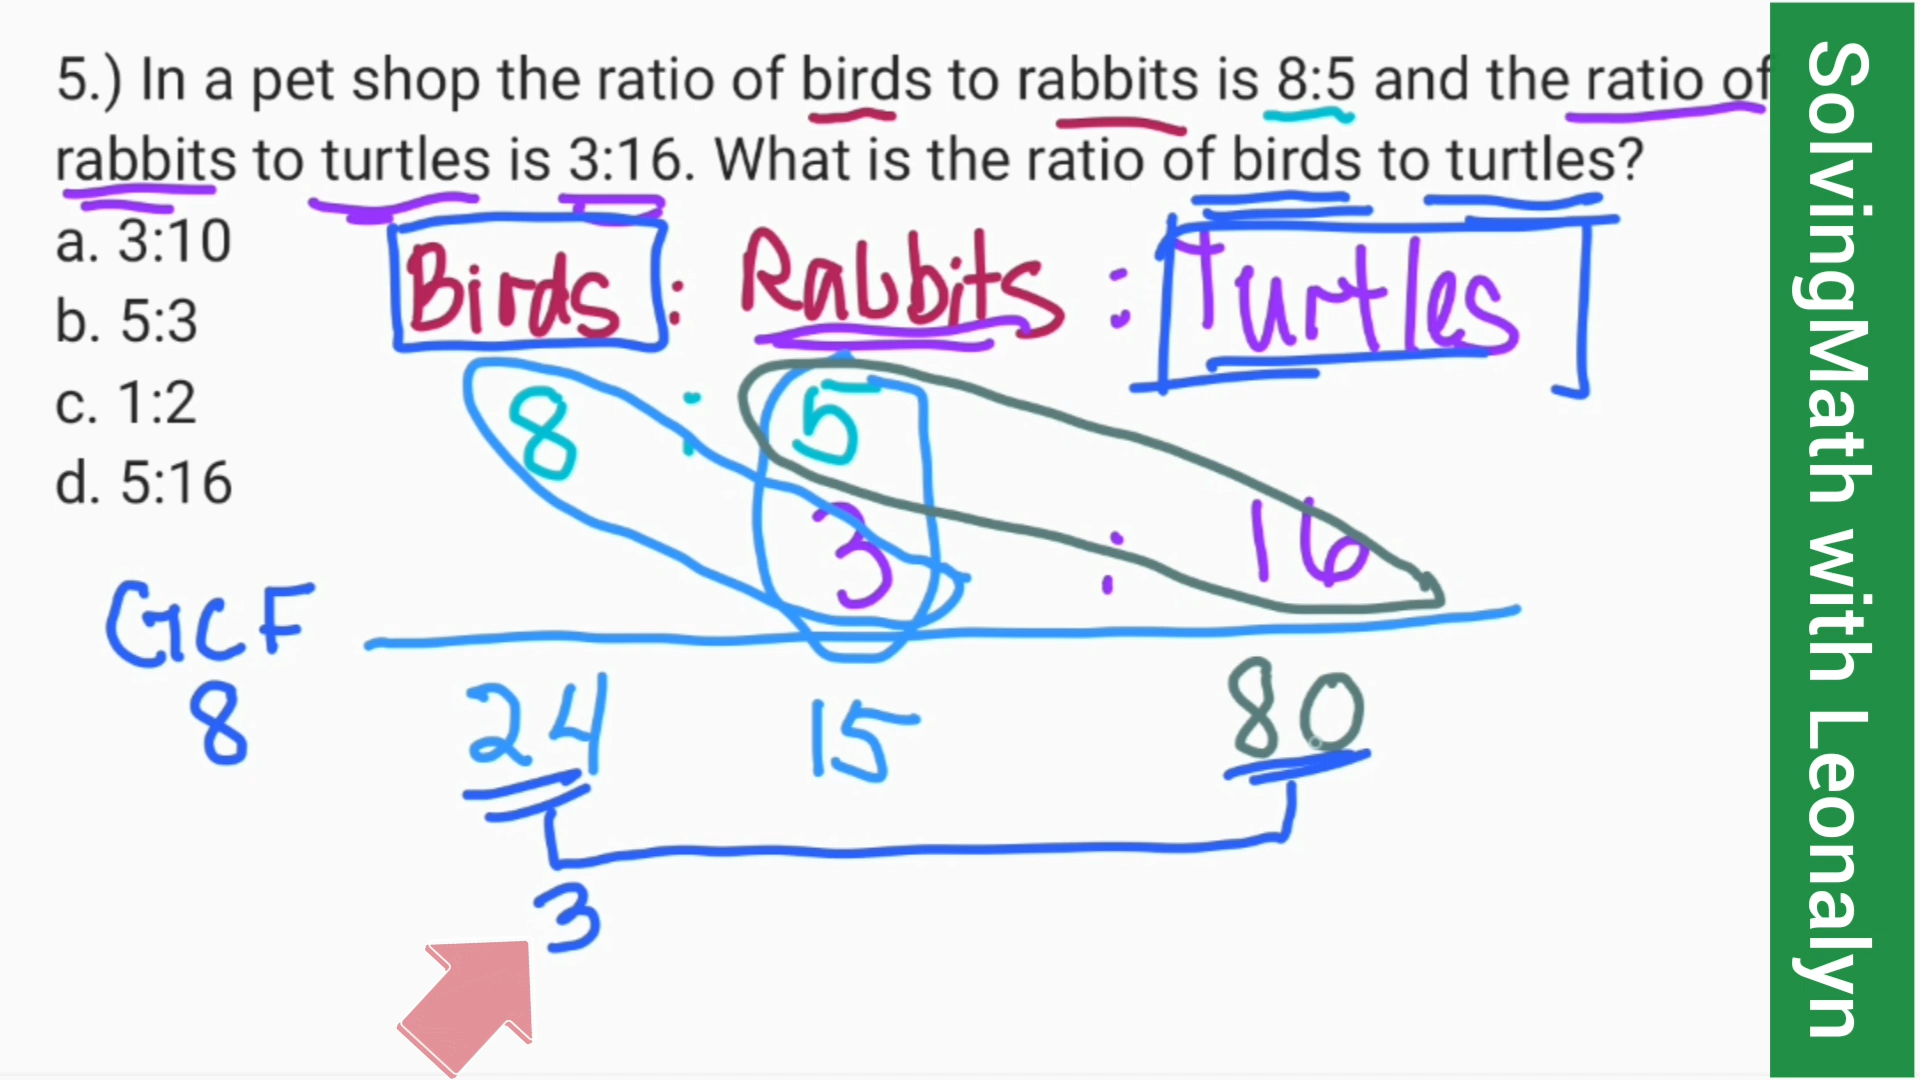 5.) In a pet shop the ratio of birds to rabbits is 8:5 and the ratio of
rabbits to turtles is 3:16. What is the ratio of birds to turtles?
a. 3:10
b. 5:3
c. 1:2
d. 5:16
Birds : Rabbits : Turtles
8 : 5
3 : 16
GCF
8
24 15 80
3
SolvingMath with Leonalyn